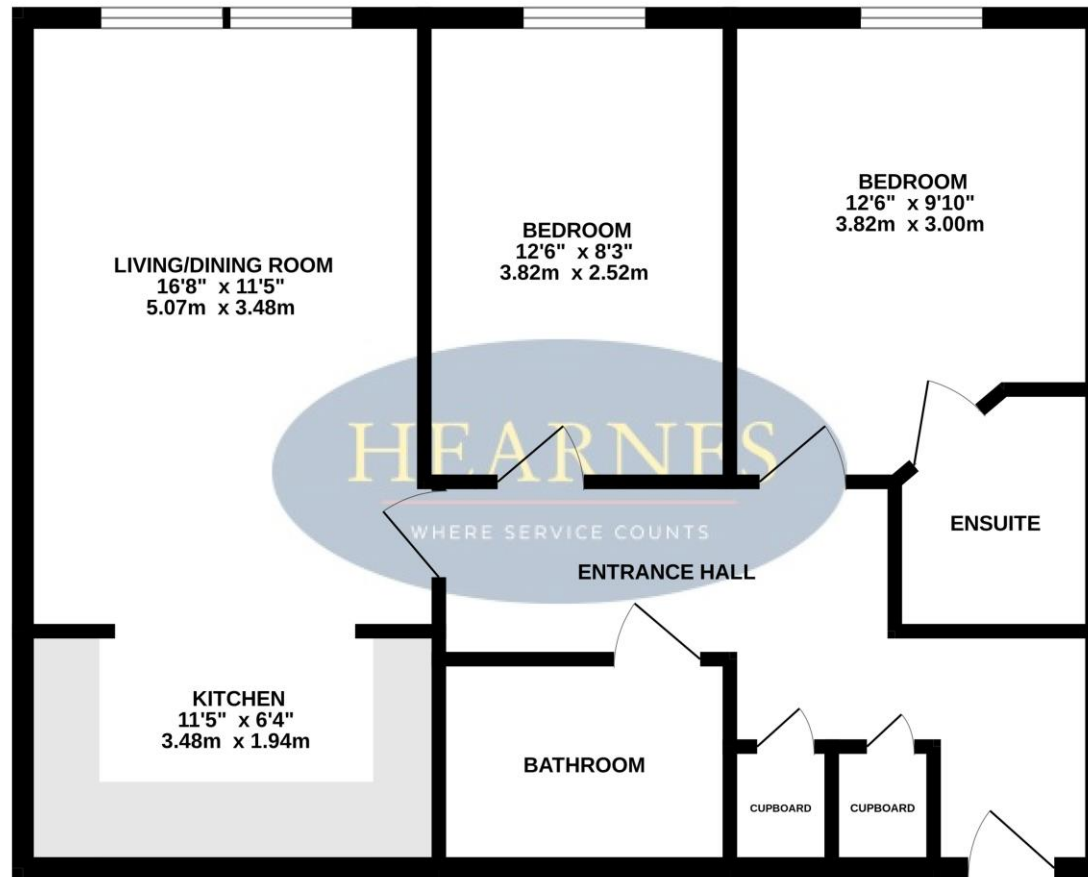 LIVING/DINING ROOM
16'8" x 11'5"
5.07m x 3.48m
BEDROOM
12'6" x 8'3"
3.82m x 2.52m
BEDROOM
12'6" x 9'10"
3.82m x 3.00m
HEARNES
WHERE SERVICE COUNTS
ENTRANCE HALL
ENSUITE
KITCHEN
11'5" x 6'4"
3.48m x 1.94m
BATHROOM
CUPBOARD
CUPBOARD